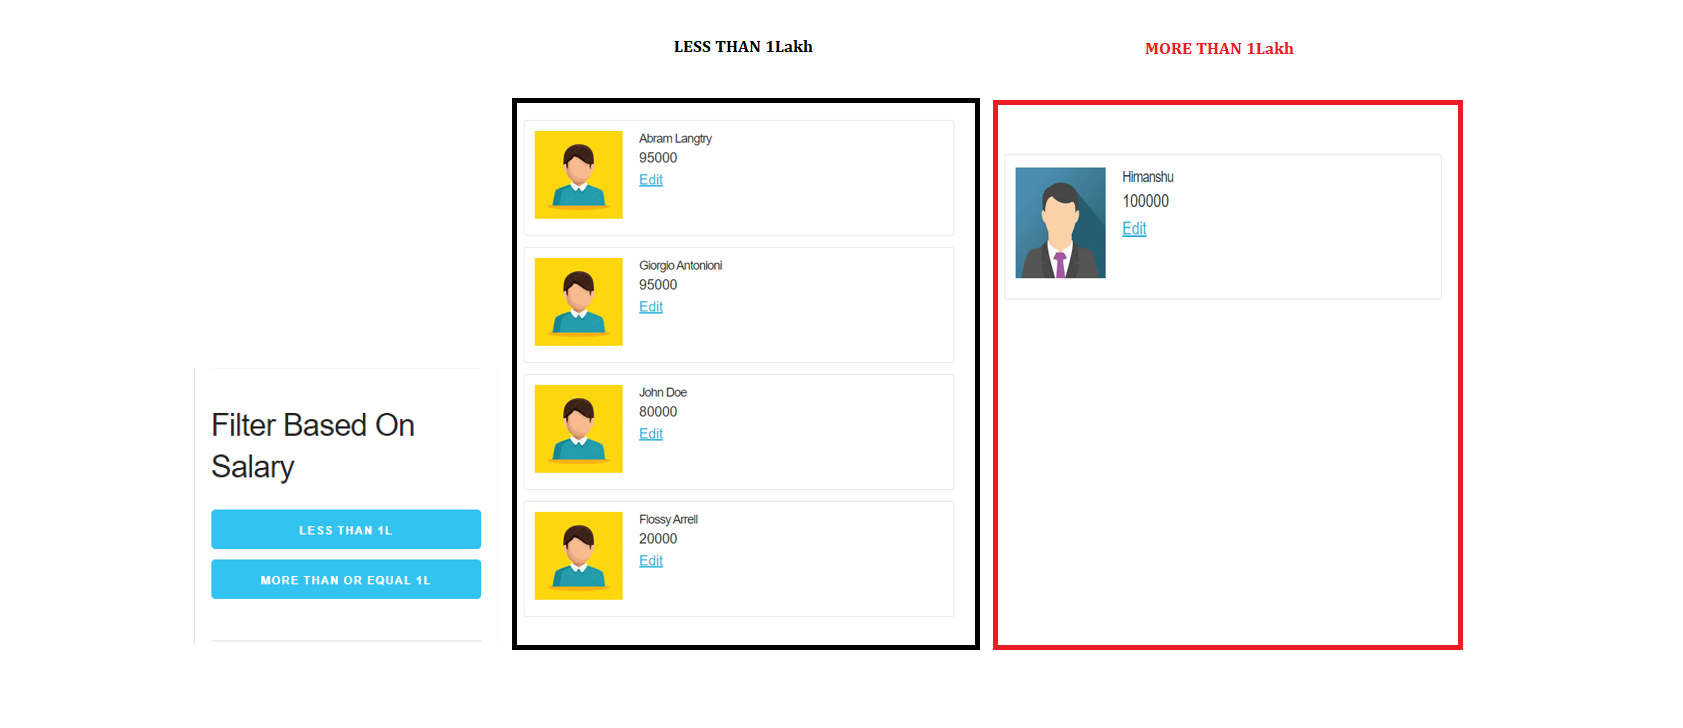 LESS THAN 1Lakh
MORE THAN 1Lakh
Filter Based On
Salary
LESS THAN 1L
MORE THAN OR EQUAL 1L
Abram Langtry
95000
Edit
Giorgio Antonioni
95000
Edit
John Doe
80000
Edit
Flossy Arrell
20000
Edit
Himanshu
100000
Edit